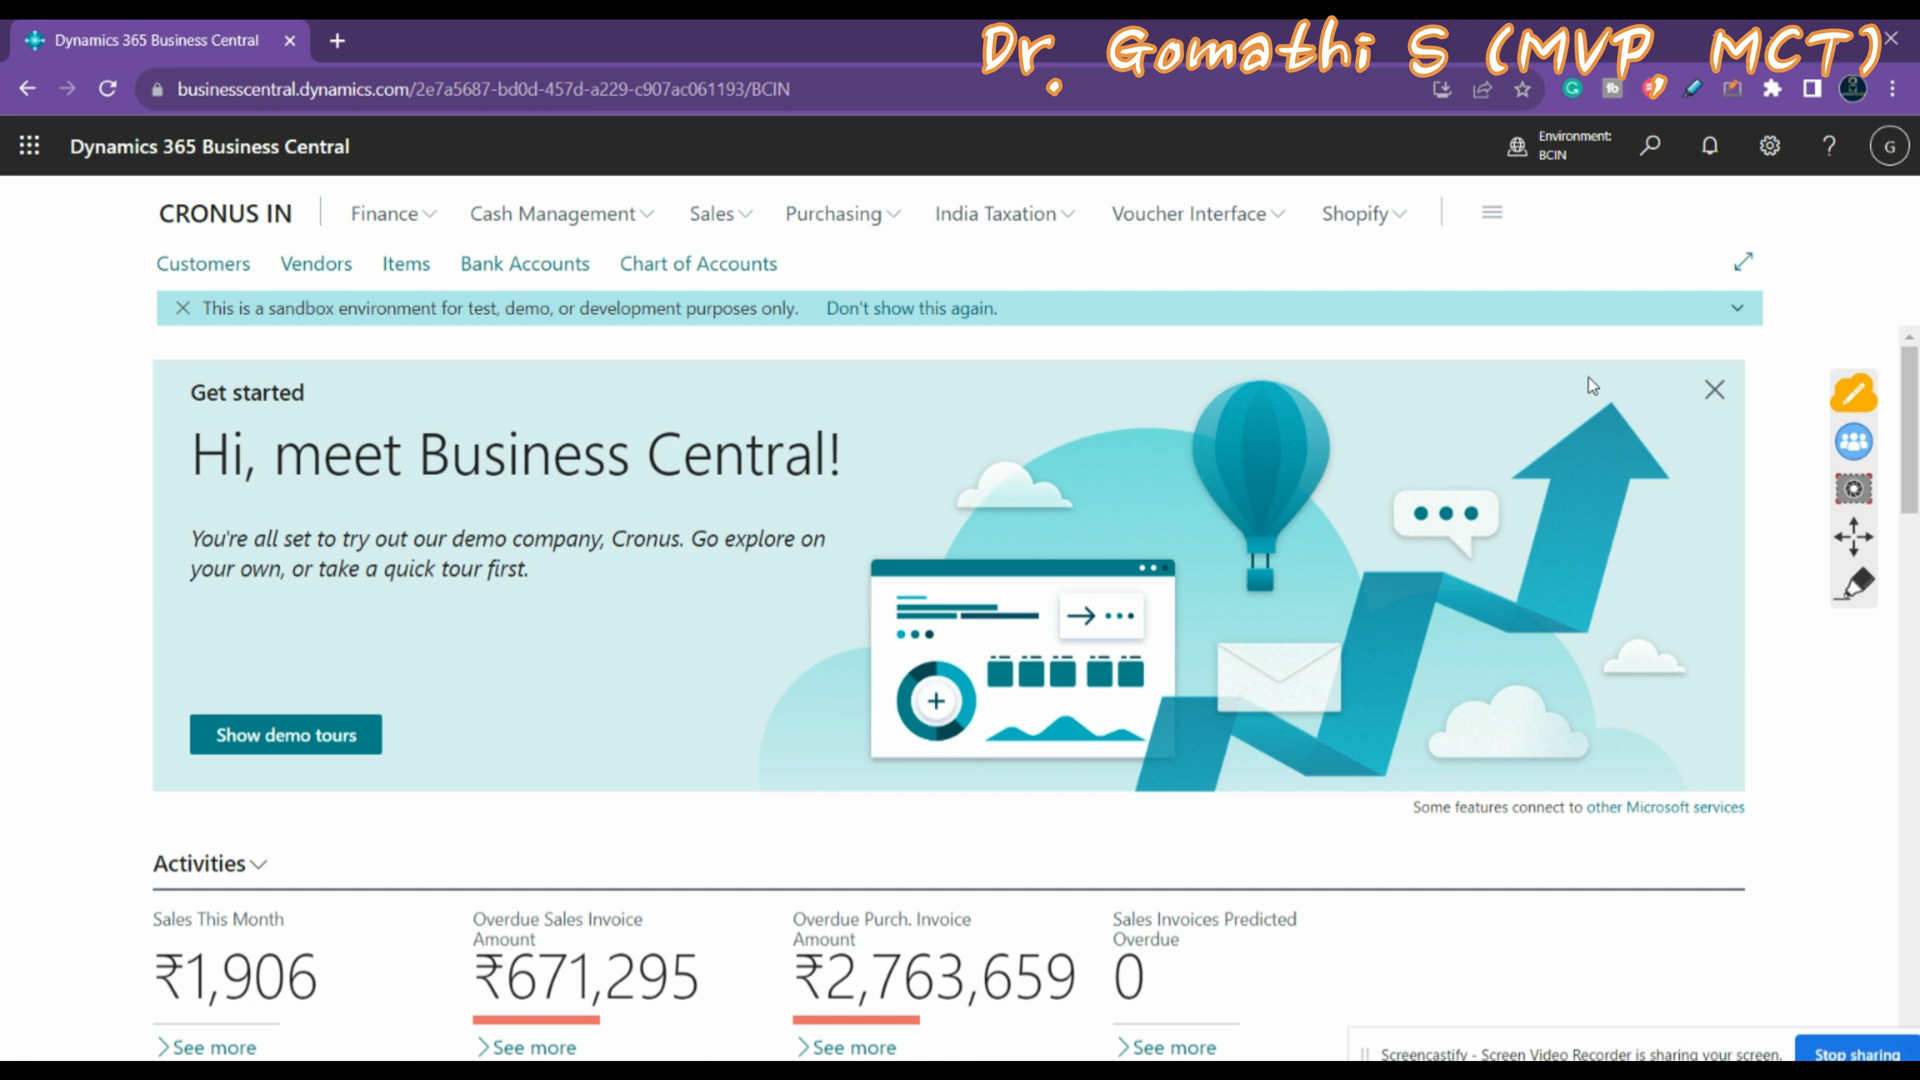 Dr. Gomathi S (MVP, MCT)
Dynamics 365 Business Central
businesscentral.dynamics.com/2e7a5687-bd0d-457d-a229-c907ac061193/BCIN
Dynamics 365 Business Central
Environment:
BCIN
G
CRONUS IN Finance Cash Management Sales Purchasing India Taxation Voucher Interface Shopify
Customers Vendors Items Bank Accounts Chart of Accounts
This is a sandbox environment for test, demo, or development purposes only. Don't show this again.
Get started
Hi, meet Business Central!
You're all set to try out our demo company, Cronus. Go explore on
your own, or take a quick tour first.
Show demo tours
Some features connect to other Microsoft services
Activities
Sales This Month
₹1,906
See more
Overdue Sales Invoice
Amount
₹671,295
See more
Overdue Purch. Invoice
Amount
₹2,763,659
See more
Sales Invoices Predicted
Overdue
0
See more
Screencastify - Screen Video Recorder is sharing your screen.
Stop sharing